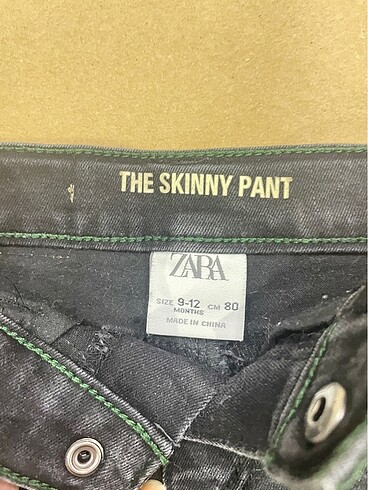 THE SKINNY PANT
ZARA
SIZE 9-12 CM 80
MONTHS
MADE IN CHINA